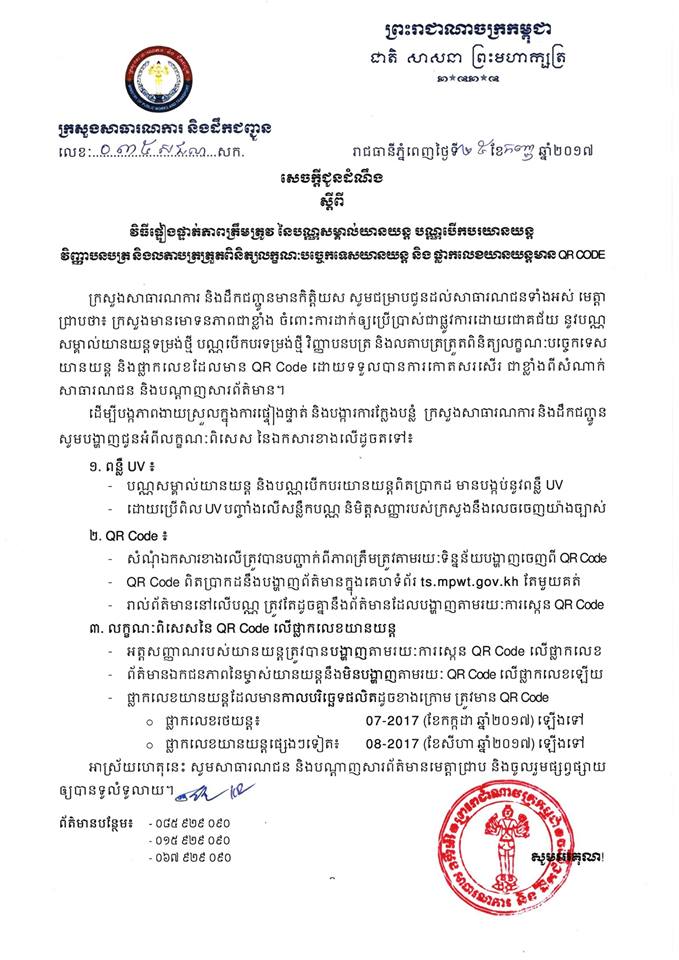 ព្រះរាជាណាចក្រកម្ពុជា
ជាតិ សាសនា ព្រះមហាក្សត្រ
ក្រសួងសាធារណការ និងដឹកជញ្ជូន
លេខ: ០៣៥ សជណ សក.
រាជធានីភ្នំពេញថ្ងៃទី២៥ ខែកញ្ញា ឆ្នាំ២០១៧
សេចក្តីជូនដំណឹង
ស្តីពី
វិធីផ្ទៀងផ្ទាត់ភាពត្រឹមត្រូវ នៃបណ្ណសម្គាល់យានយន្ត បណ្ណបើកបរយានយន្ត
វិញ្ញាបនបត្រ និងលតាបត្រត្រួតពិនិត្យលក្ខណៈបច្ចេកទេសយានយន្ត និង ផ្លាកលេខយានយន្តមាន QR CODE
ក្រសួងសាធារណការ និងដឹកជញ្ជូនមានកិត្តិយស សូមជម្រាបជូនដល់សាធារណជនទាំងអស់ មេត្តា
ជ្រាបថា៖ ក្រសួងមានមោទនភាពជាខ្លាំង ចំពោះការដាក់ឲ្យប្រើប្រាស់ជាផ្លូវការដោយជោគជ័យ នូវបណ្ណ
សម្គាល់យានយន្តទម្រង់ថ្មី បណ្ណបើកបរទម្រង់ថ្មី វិញ្ញាបនបត្រ និងលតាបត្រត្រួតពិនិត្យលក្ខណៈបច្ចេកទេស
យានយន្ត និងផ្លាកលេខដែលមាន QR Code ដោយទទួលបានការកោតសរសើរ ជាខ្លាំងពីសំណាក់
សាធារណជន និងបណ្តាញសារព័ត៌មាន។
ដើម្បីបង្កភាពងាយស្រួលក្នុងការផ្ទៀងផ្ទាត់ និងបង្ការការក្លែងបន្លំ ក្រសួងសាធារណការ និងដឹកជញ្ជូន
សូមបង្ហាញជូនអំពីលក្ខណៈពិសេស នៃឯកសារខាងលើដូចតទៅ៖
១. ពន្លឺ UV ៖
- បណ្ណសម្គាល់យានយន្ត និងបណ្ណបើកបរយានយន្តពិតប្រាកដ មានបង្កប់នូវពន្លឺ UV
- ដោយប្រើពិល UV បញ្ចាំងលើសន្លឹកបណ្ណ និមិត្តសញ្ញារបស់ក្រសួងនឹងលេចចេញយ៉ាងច្បាស់
២. QR Code ៖
- សំណុំឯកសារខាងលើត្រូវបានបញ្ជាក់ពីភាពត្រឹមត្រូវតាមរយៈទិន្នន័យបង្ហាញចេញពី QR Code
- QR Code ពិតប្រាកដនឹងបង្ហាញព័ត៌មានក្នុងគេហទំព័រ ts.mpwt.gov.kh តែមួយគត់
- រាល់ព័ត៌មាននៅលើបណ្ណ ត្រូវតែដូចគ្នានឹងព័ត៌មានដែលបង្ហាញតាមរយៈការស្កេន QR Code
៣. លក្ខណៈពិសេសនៃ QR Code លើផ្លាកលេខយានយន្ត
- អត្តសញ្ញាណរបស់យានយន្តត្រូវបានបង្ហាញតាមរយៈការស្កេន QR Code លើផ្លាកលេខ
- ព័ត៌មានឯកជនភាពនៃម្ចាស់យានយន្តនឹងមិនបង្ហាញតាមរយៈ QR Code លើផ្លាកលេខឡើយ
- ផ្លាកលេខយានយន្តដែលមានកាលបរិច្ឆេទផលិតដូចខាងក្រោម ត្រូវមាន QR Code
o ផ្លាកលេខរថយន្ត៖ 07-2017 (ខែកក្កដា ឆ្នាំ២០១៧) ឡើងទៅ
o ផ្លាកលេខយានយន្តផ្សេងៗទៀត៖ 08-2017 (ខែសីហា ឆ្នាំ២០១៧) ឡើងទៅ
អាស្រ័យហេតុនេះ សូមសាធារណជន និងបណ្តាញសារព័ត៌មានមេត្តាជ្រាប និងចូលរួមផ្សព្វផ្សាយ
ឲ្យបានទូលំទូលាយ។
ព័ត៌មានបន្ថែម៖ - ០៨៥ ៩២៩ ០៩០
- ០១៥ ៩២៩ ០៩០
- ០៦៧ ៩២៩ ០៩០
សូមអរគុណ!